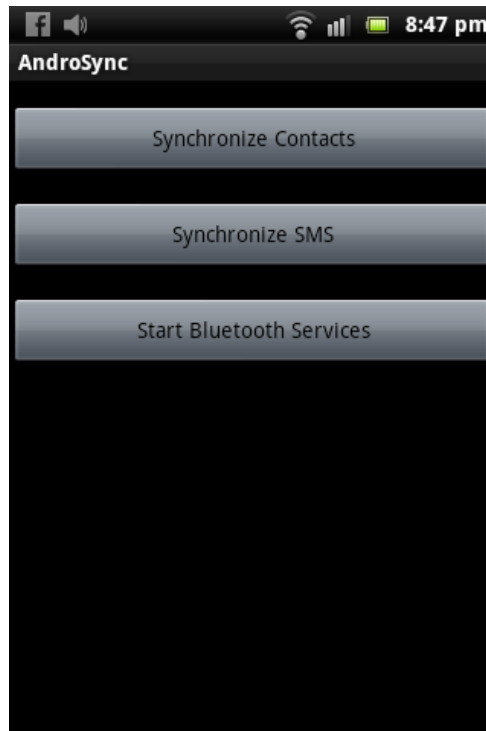 8:47 pm
AndroSync
Synchronize Contacts
Synchronize SMS
Start Bluetooth Services